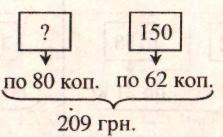 ? 150
по 80 коп. по 62 коп.
209 грн.